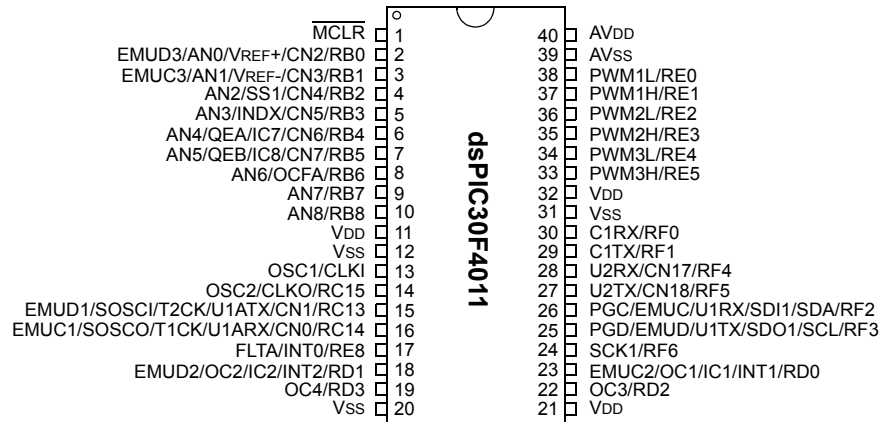 MCLR 1
EMUD3/AN0/VREF+/CN2/RB0 2
EMUC3/AN1/VREF-/CN3/RB1 3
AN2/SS1/CN4/RB2 4
AN3/INDX/CN5/RB3 5
AN4/QEA/IC7/CN6/RB4 6
AN5/QEB/IC8/CN7/RB5 7
AN6/OCFA/RB6 8
AN7/RB7 9
AN8/RB8 10
VDD 11
VSS 12
OSC1/CLKI 13
OSC2/CLKO/RC15 14
EMUD1/SOSCI/T2CK/U1ATX/CN1/RC13 15
EMUC1/SOSCO/T1CK/U1ARX/CN0/RC14 16
FLTA/INT0/RE8 17
EMUD2/OC2/IC2/INT2/RD1 18
OC4/RD3 19
VSS 20
dsPIC30F4011
40 AVDD
39 AVSS
38 PWM1L/RE0
37 PWM1H/RE1
36 PWM2L/RE2
35 PWM2H/RE3
34 PWM3L/RE4
33 PWM3H/RE5
32 VDD
31 VSS
30 C1RX/RF0
29 C1TX/RF1
28 U2RX/CN17/RF4
27 U2TX/CN18/RF5
26 PGC/EMUC/U1RX/SDI1/SDA/RF2
25 PGD/EMUD/U1TX/SDO1/SCL/RF3
24 SCK1/RF6
23 EMUC2/OC1/IC1/INT1/RD0
22 OC3/RD2
21 VDD